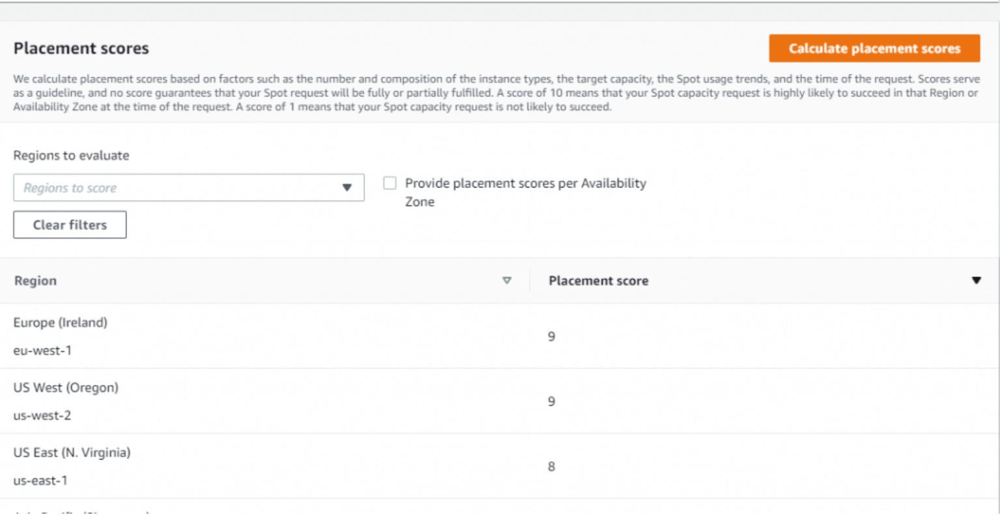 Placement scores
Calculate placement scores
We calculate placement scores based on factors such as the number and composition of the instance types, the target capacity, the Spot usage trends, and the time of the request. Scores serve
as a guideline, and no score guarantees that your Spot request will be fully or partially fulfilled. A score of 10 means that your Spot capacity request is highly likely to succeed in that Region or
Availability Zone at the time of the request. A score of 1 means that your Spot capacity request is not likely to succeed.
Regions to evaluate
Regions to score
Provide placement scores per Availability
Zone
Clear filters
Region
Placement score
Europe (Ireland)
eu-west-1
9
US West (Oregon)
us-west-2
9
US East (N. Virginia)
us-east-1
8